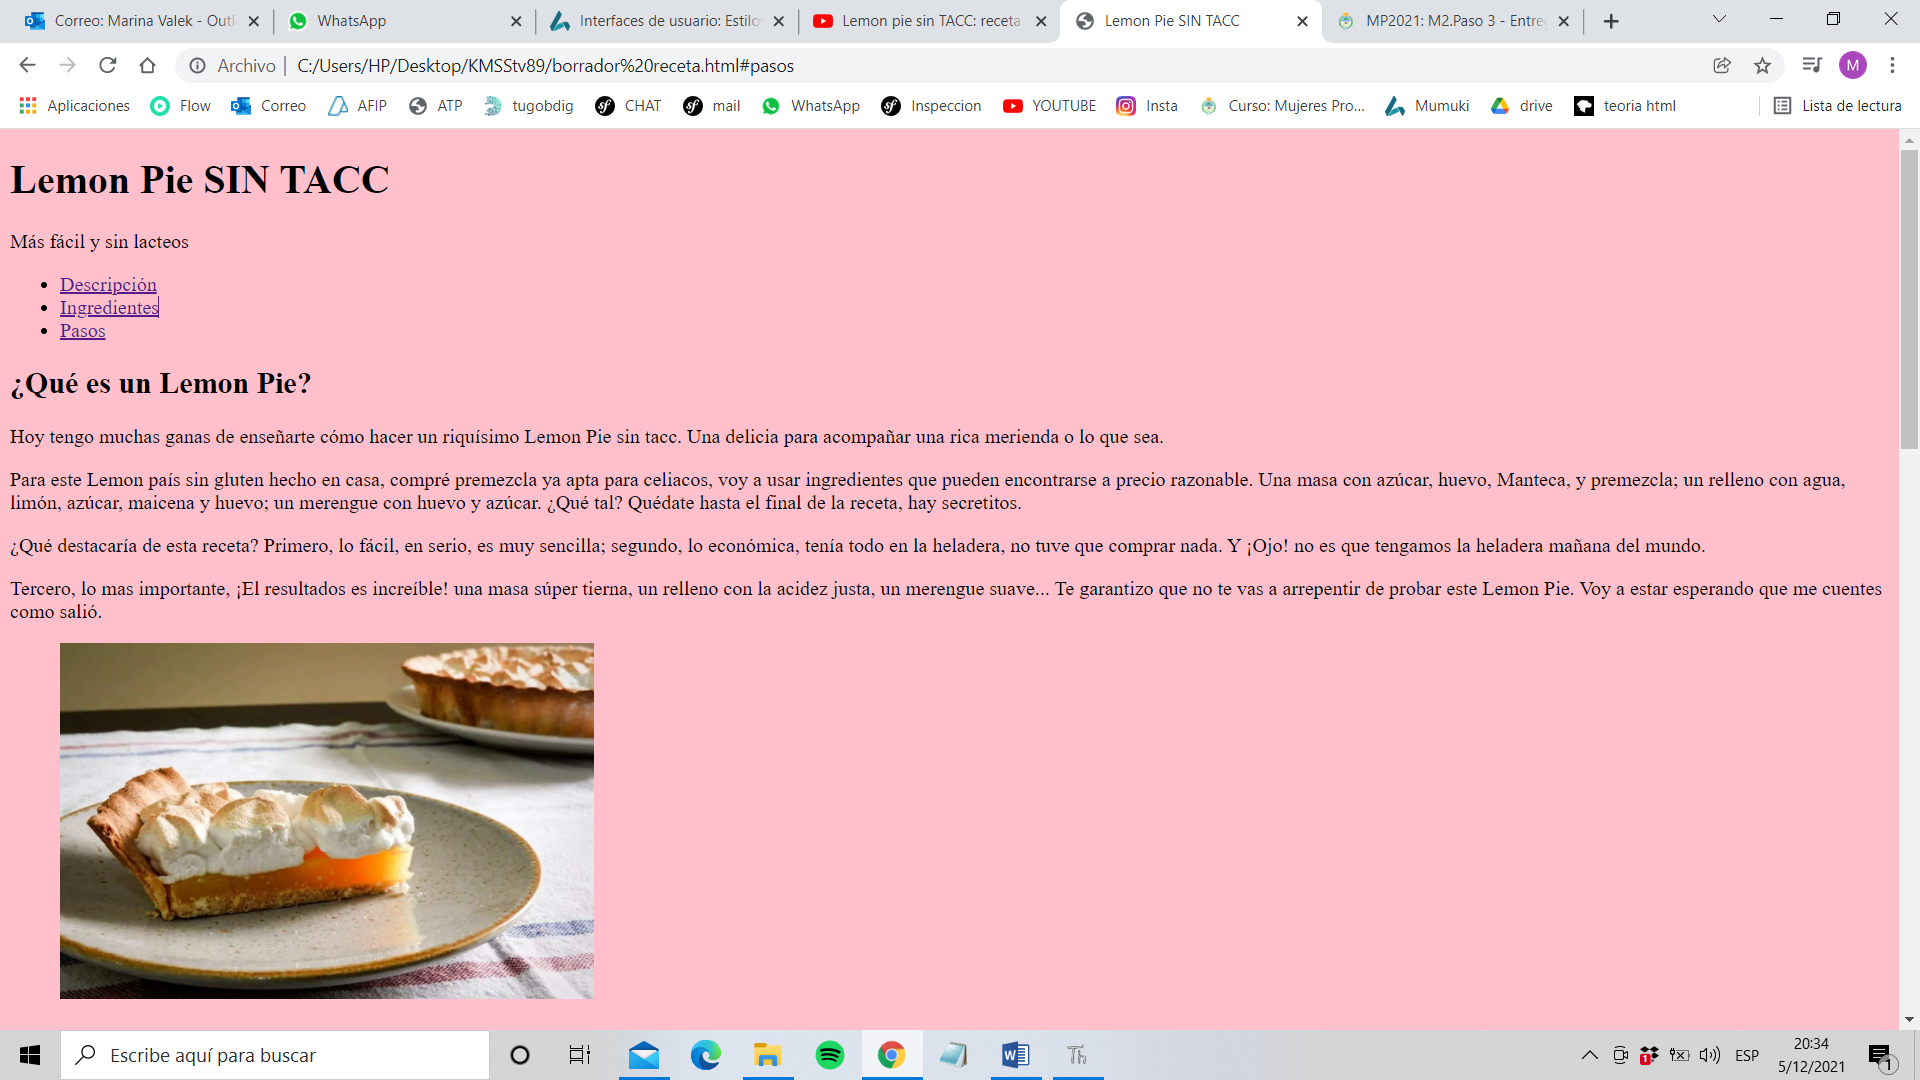 Correo: Marina Valek - Outl
WhatsApp
Interfaces de usuario: Estilo
Lemon pie sin TACC: receta
Lemon Pie SIN TACC
MP2021: M2.Paso 3 - Entreg
Archivo
C:/Users/HP/Desktop/KMSStv89/borrador%20receta.html#pasos
M
Aplicaciones
Flow
Correo
AFIP
ATP
tugobdig
CHAT
mail
WhatsApp
Inspeccion
YOUTUBE
Insta
Curso: Mujeres Pro...
Mumuki
drive
teoria html
Lista de lectura
Lemon Pie SIN TACC
Más fácil y sin lacteos
Descripción
Ingredientes
Pasos
¿Qué es un Lemon Pie?
Hoy tengo muchas ganas de enseñarte cómo hacer un riquísimo Lemon Pie sin tacc. Una delicia para acompañar una rica merienda o lo que sea.
Para este Lemon país sin gluten hecho en casa, compré premezcla ya apta para celiacos, voy a usar ingredientes que pueden encontrarse a precio razonable. Una masa con azúcar, huevo, Manteca, y premezcla; un relleno con agua,
limón, azúcar, maicena y huevo; un merengue con huevo y azúcar. ¿Qué tal? Quédate hasta el final de la receta, hay secretitos.
¿Qué destacaría de esta receta? Primero, lo fácil, en serio, es muy sencilla; segundo, lo económica, tenía todo en la heladera, no tuve que comprar nada. Y ¡Ojo! no es que tengamos la heladera mañana del mundo.
Tercero, lo mas importante, ¡El resultados es increíble! una masa súper tierna, un relleno con la acidez justa, un merengue suave... Te garantizo que no te vas a arrepentir de probar este Lemon Pie. Voy a estar esperando que me cuentes
como salió.
Escribe aquí para buscar
Th
1
ESP
20:34
5/12/2021
1